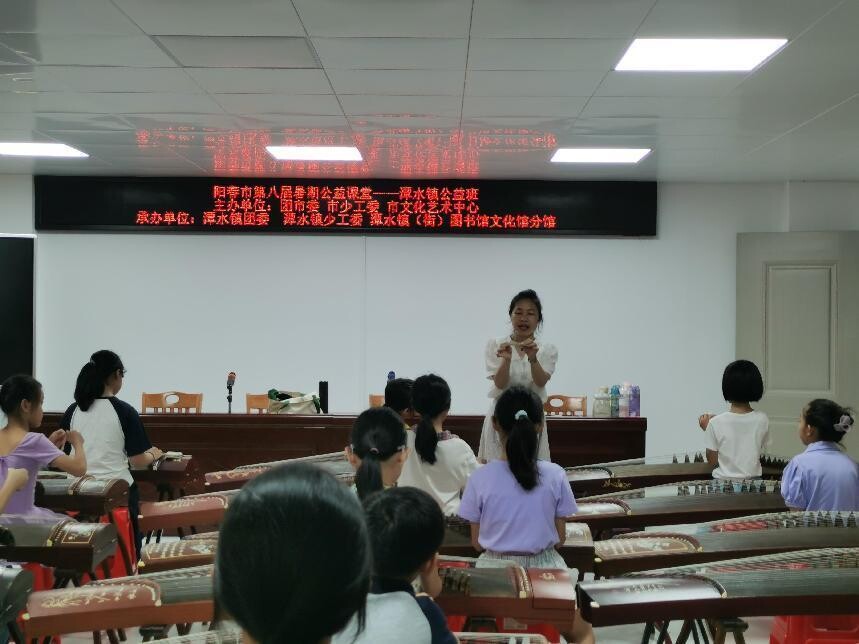 阳春市第八届暑期公益课堂——潭水镇公益班
主办单位：团市委 市少工委 市文化艺术中心
承办单位：潭水镇团委 潭水镇少工委 潭水镇（街）图书馆文化馆分馆